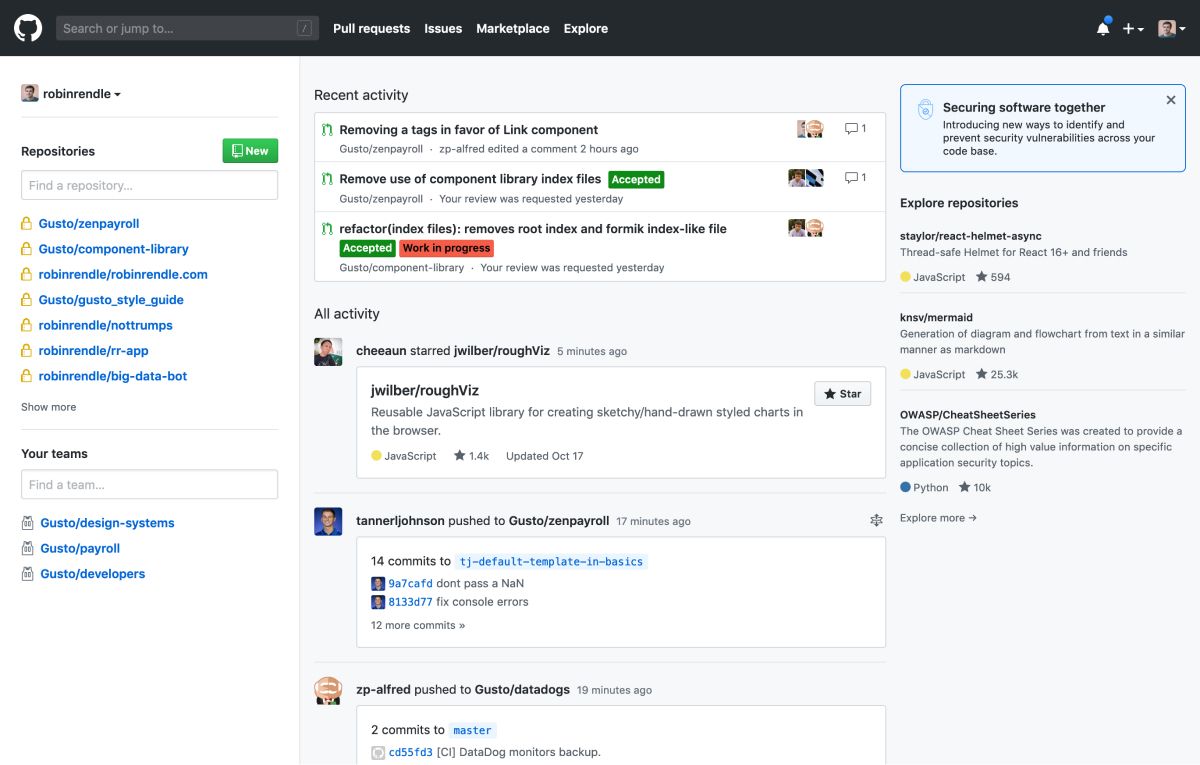 Search or jump to...
/
Pull requests
Issues
Marketplace
Explore
robinrendle
Repositories
New
Find a repository...
Gusto/zenpayroll
Gusto/component-library
robinrendle/robinrendle.com
Gusto/gusto_style_guide
robinrendle/nottrumps
robinrendle/rr-app
robinrendle/big-data-bot
Show more
Your teams
Find a team...
Gusto/design-systems
Gusto/payroll
Gusto/developers
Recent activity
Removing a tags in favor of Link component
1
Gusto/zenpayroll · zp-alfred edited a comment 2 hours ago
Remove use of component library index files Accepted
1
Gusto/zenpayroll · Your review was requested yesterday
refactor(index files): removes root index and formik index-like file
Accepted Work in progress
Gusto/component-library · Your review was requested yesterday
All activity
cheeaun starred jwilber/roughViz 5 minutes ago
jwilber/roughViz
Star
Reusable JavaScript library for creating sketchy/hand-drawn styled charts in
the browser.
JavaScript 1.4k Updated Oct 17
tannerljohnson pushed to Gusto/zenpayroll 17 minutes ago
14 commits to tj-default-template-in-basics
9a7cafd dont pass a NaN
8133d77 fix console errors
12 more commits »
zp-alfred pushed to Gusto/datadogs 19 minutes ago
2 commits to master
cd55fd3 [CI] DataDog monitors backup.
Securing software together
Introducing new ways to identify and
prevent security vulnerabilities across your
code base.
Explore repositories
staylor/react-helmet-async
Thread-safe Helmet for React 16+ and friends
JavaScript 594
knsv/mermaid
Generation of diagram and flowchart from text in a similar
manner as markdown
JavaScript 25.3k
OWASP/CheatSheetSeries
The OWASP Cheat Sheet Series was created to provide a
concise collection of high value information on specific
application security topics.
Python 10k
Explore more →